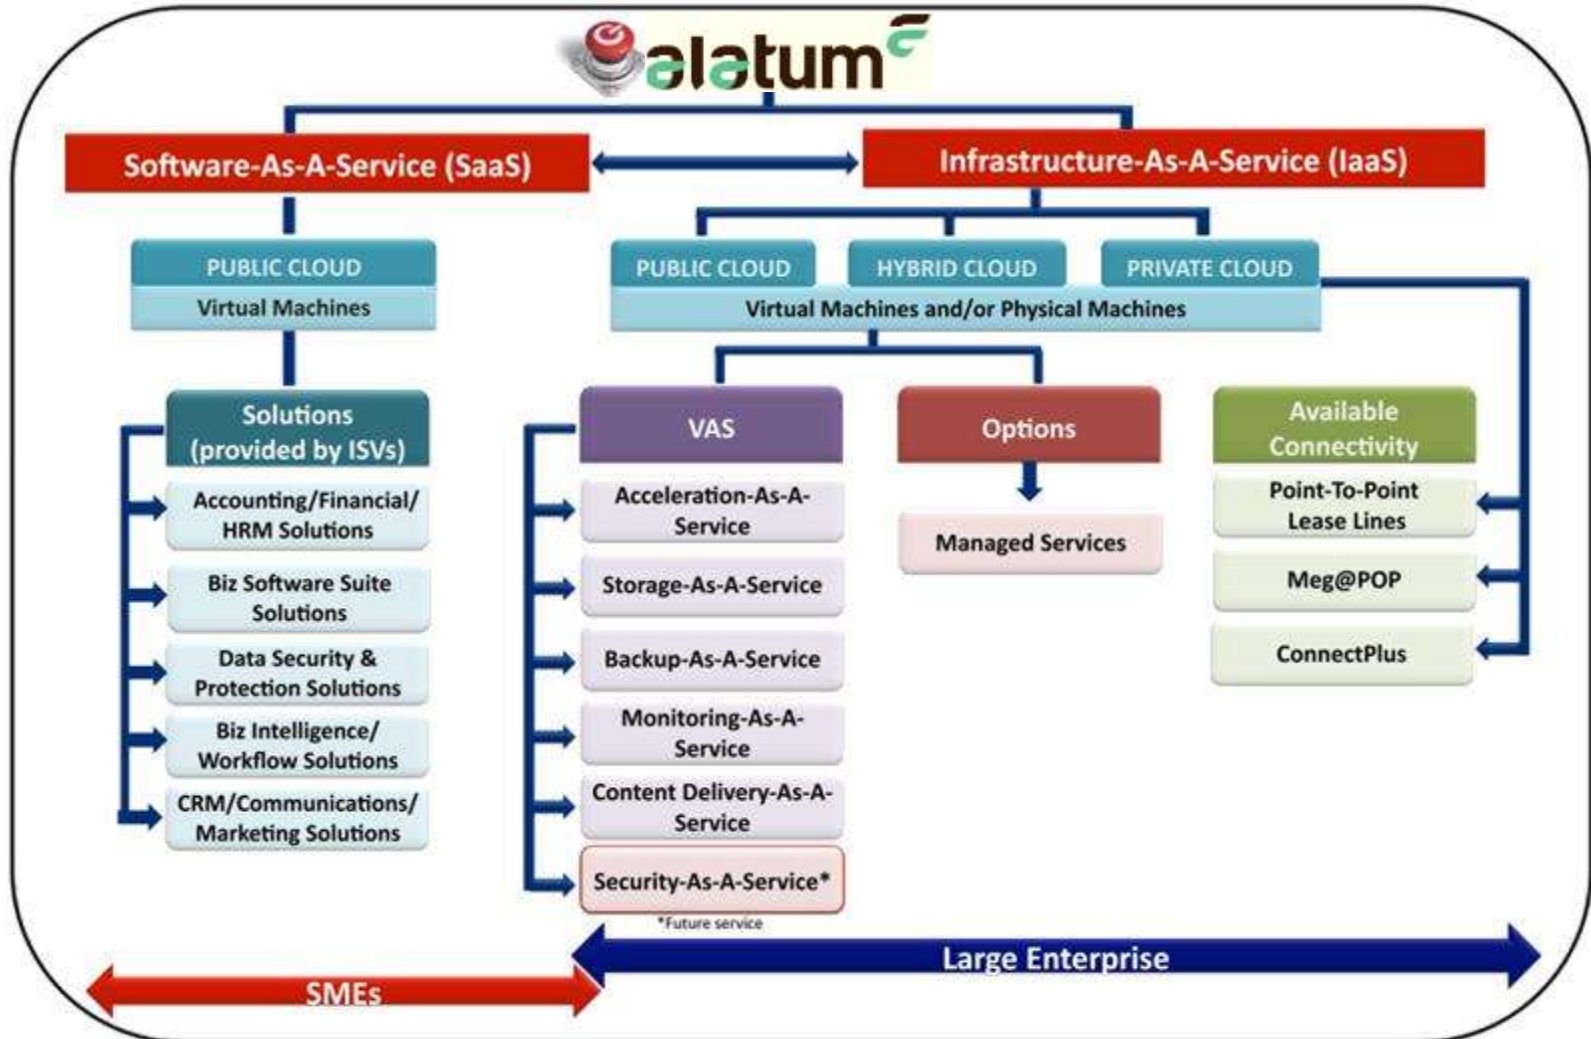 alatum
Software-As-A-Service (SaaS)
Infrastructure-As-A-Service (IaaS)
PUBLIC CLOUD
Virtual Machines
PUBLIC CLOUD
HYBRID CLOUD
PRIVATE CLOUD
Virtual Machines and/or Physical Machines
Solutions
(provided by ISVs)
Accounting/Financial/
HRM Solutions
Biz Software Suite
Solutions
Data Security &
Protection Solutions
Biz Intelligence/
Workflow Solutions
CRM/Communications/
Marketing Solutions
VAS
Acceleration-As-A-
Service
Storage-As-A-Service
Backup-As-A-Service
Monitoring-As-A-
Service
Content Delivery-As-A-
Service
Security-As-A-Service*
*Future service
Options
Managed Services
Available
Connectivity
Point-To-Point
Lease Lines
Meg@POP
ConnectPlus
Large Enterprise
SMEs